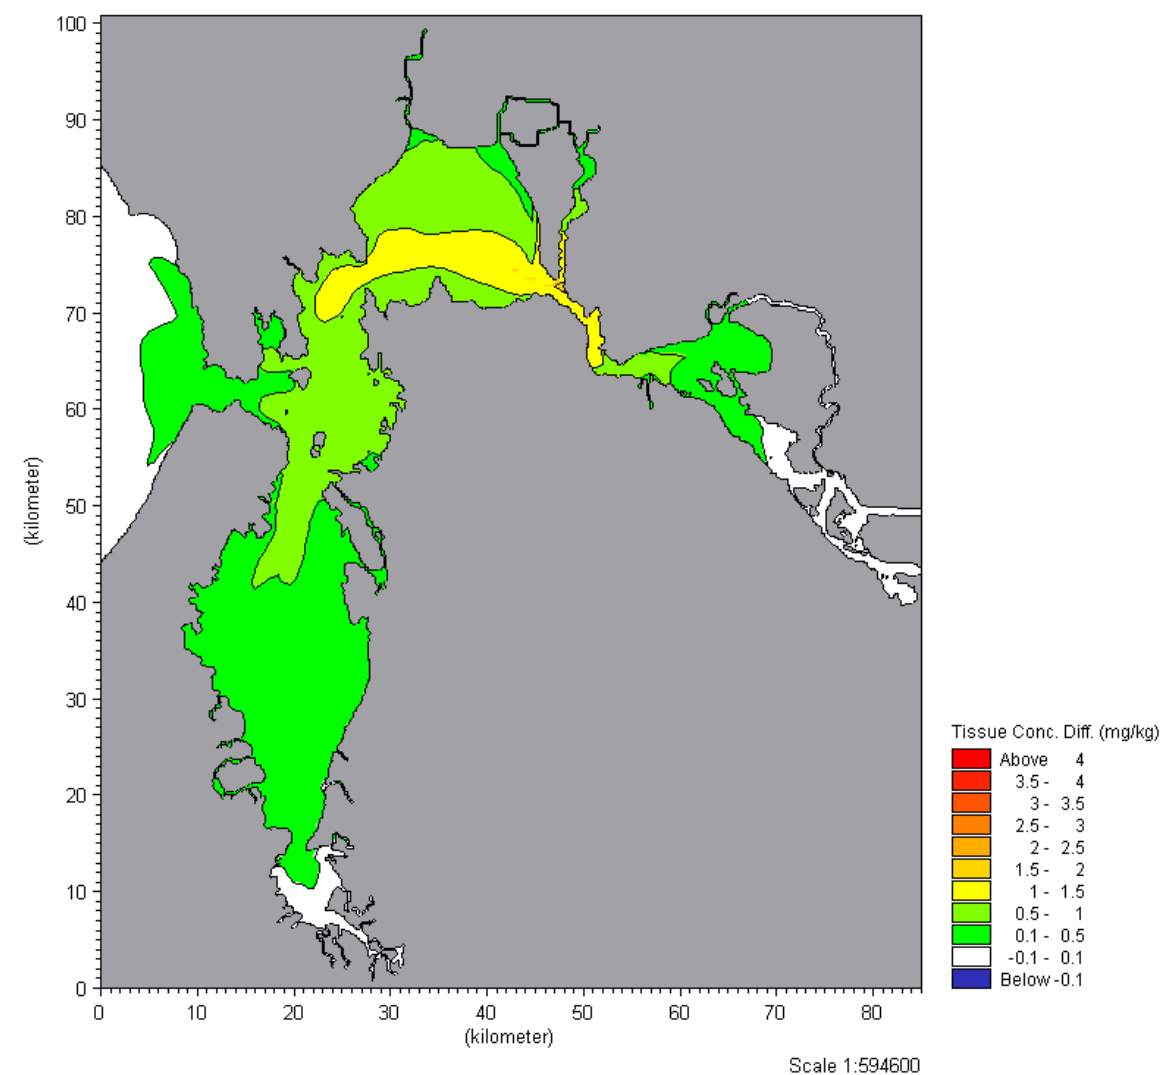 100
90
80
70
60
50
40
30
20
10
0
(kilometer)
0 10 20 30 40 50 60 70 80
(kilometer)
Scale 1:594600
Tissue Conc. Diff. (mg/kg)
Above 4
3.5 - 4
3 - 3.5
2.5 - 3
2 - 2.5
1.5 - 2
1 - 1.5
0.5 - 1
0.1 - 0.5
-0.1 - 0.1
Below -0.1